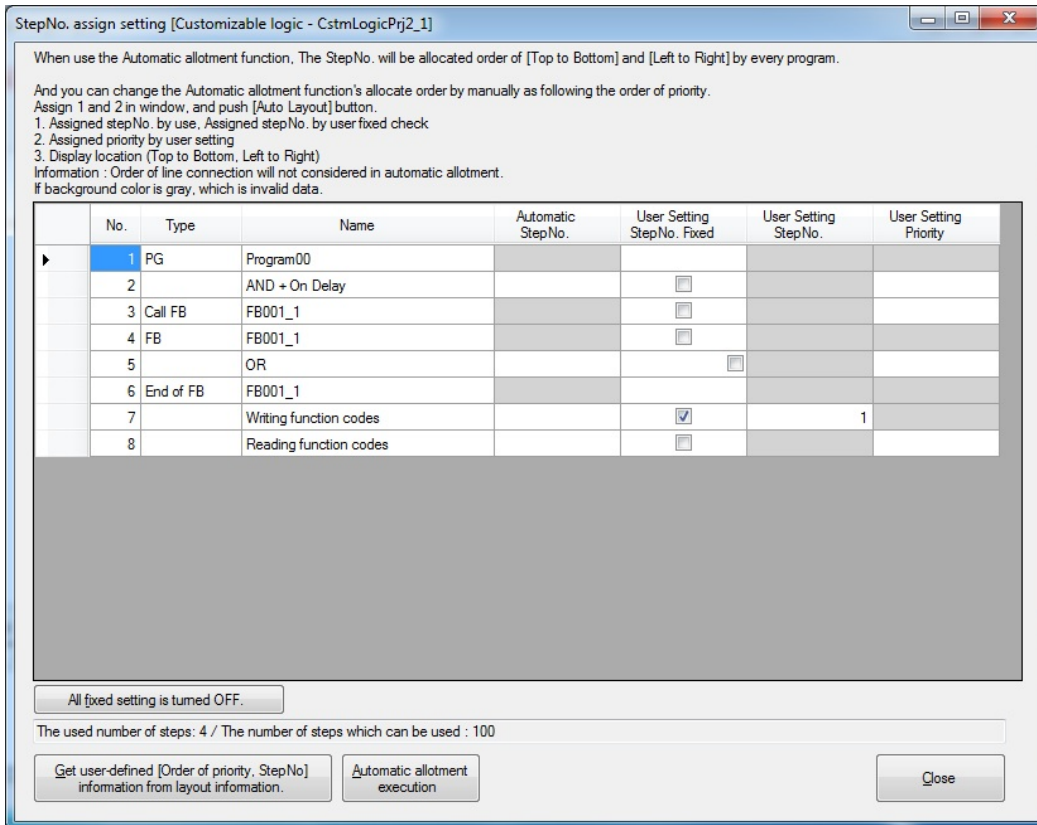 StepNo. assign setting [Customizable logic - CstmLogicPrj2_1]
When use the Automatic allotment function, The StepNo. will be allocated order of [Top to Bottom] and [Left to Right] by every program.
And you can change the Automatic allotment function's allocate order by manually as following the order of priority.
Assign 1 and 2 in window, and push [Auto Layout] button.
1. Assigned stepNo. by use, Assigned stepNo. by user fixed check
2. Assigned priority by user setting
3. Display location (Top to Bottom, Left to Right)
Information : Order of line connection will not considered in automatic allotment.
If background color is gray, which is invalid data.
No. Type Name Automatic StepNo. User Setting StepNo. Fixed User Setting StepNo. User Setting Priority
1 PG Program00
2 AND + On Delay
3 Call FB FB001_1
4 FB FB001_1
5 OR
6 End of FB FB001_1
7 Writing function codes 1
8 Reading function codes
All fixed setting is turned OFF.
The used number of steps: 4 / The number of steps which can be used : 100
Get user-defined [Order of priority, StepNo]
information from layout information.
Automatic allotment
execution
Close